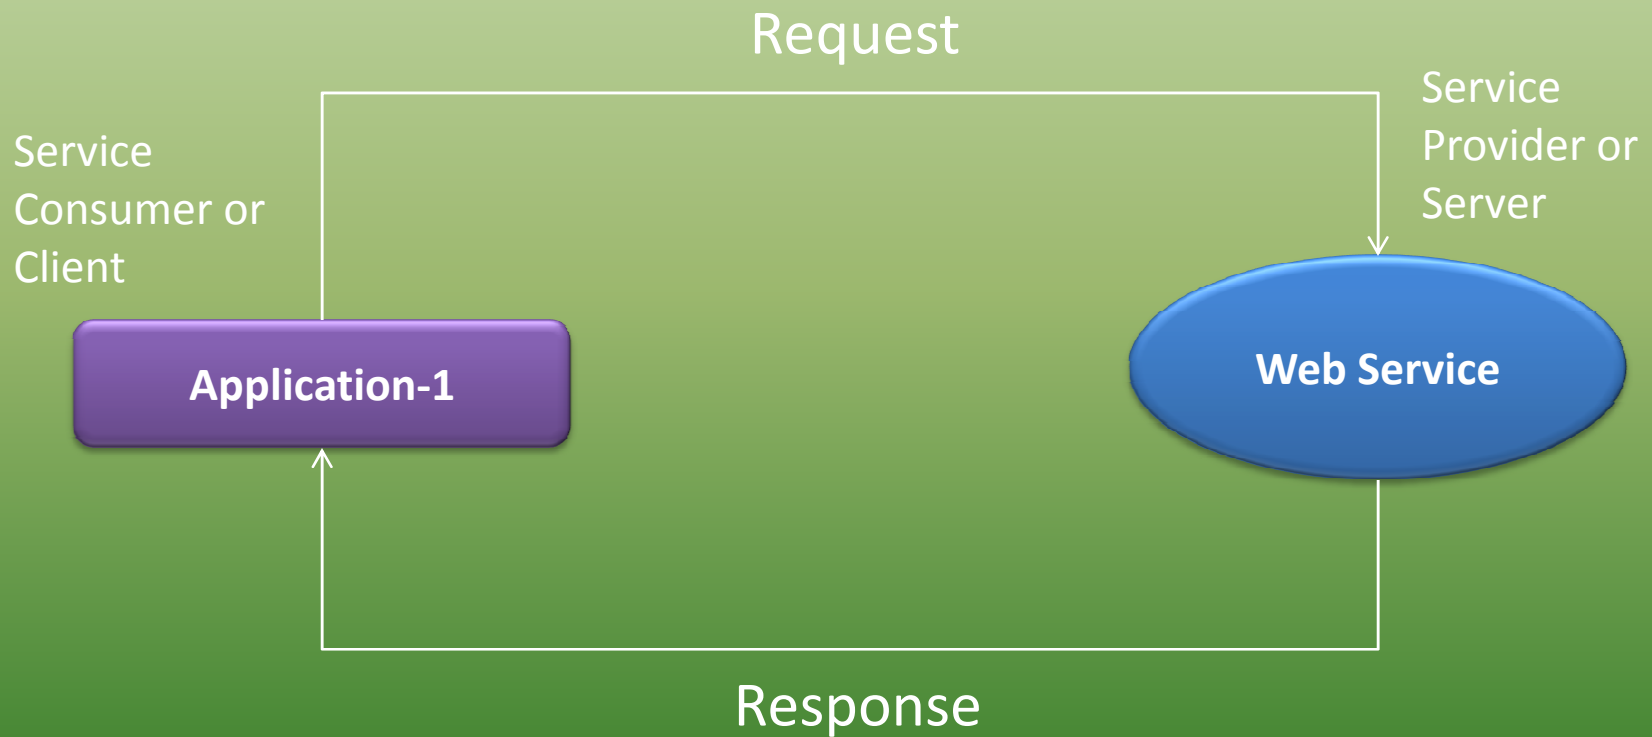 Request
Service
Consumer or
Client
Service
Provider or
Server
Application-1
Web Service
Response